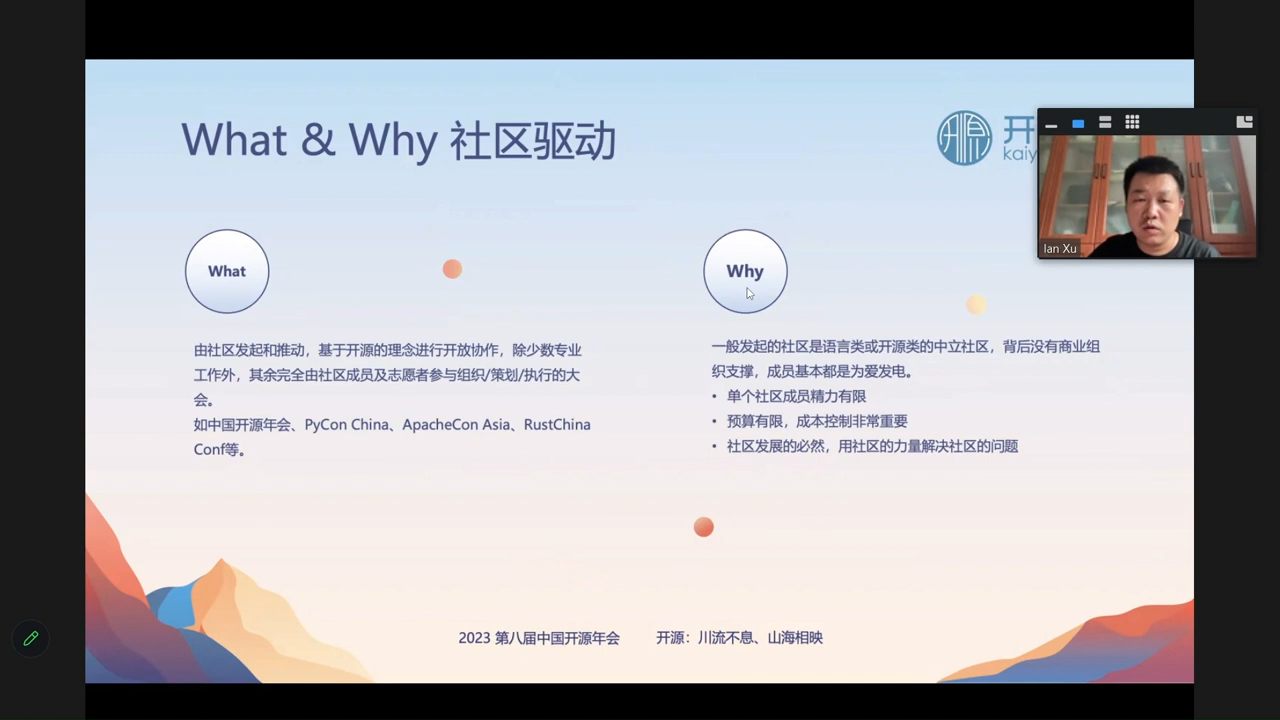 What & Why 社区驱动
开
kaiy
Ian Xu
What
由社区发起和推动，基于开源的理念进行开放协作，除少数专业
工作外，其余完全由社区成员及志愿者参与组织/策划/执行的大
会。
如中国开源年会、PyCon China、ApacheCon Asia、RustChina
Conf等。
Why
一般发起的社区是语言类或开源类的中立社区，背后没有商业组
织支撑，成员基本都是为爱发电。
• 单个社区成员精力有限
• 预算有限，成本控制非常重要
• 社区发展的必然，用社区的力量解决社区的问题
2023 第八届中国开源年会 开源：川流不息、山海相映